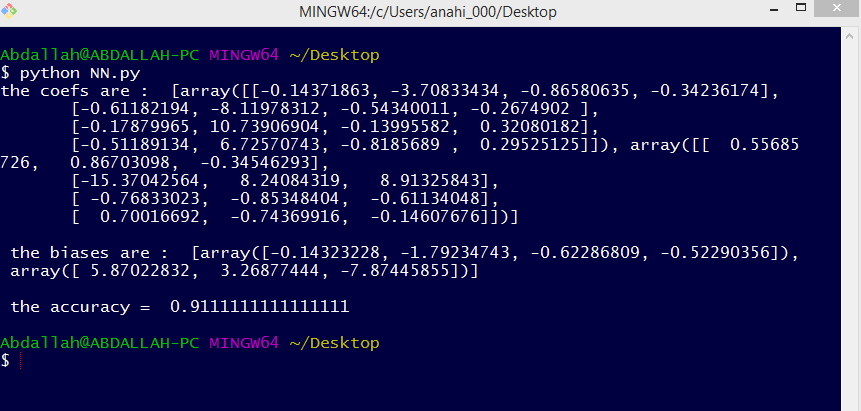 MINGW64:/c/Users/anahi_000/Desktop
Abdallah@ABDALLAH-PC MINGW64 ~/Desktop
$ python NN.py
the coefs are :  [array([[-0.14371863, -3.70833434, -0.86580635, -0.34236174],
       [-0.61182194, -8.11978312, -0.54340011, -0.2674902 ],
       [-0.17879965, 10.73906904, -0.13995582,  0.32080182],
       [-0.51189134,  6.72570743, -0.8185689 ,  0.29525125]]), array([[  0.55685
726,   0.86703098,  -0.34546293],
       [-15.37042564,   8.24084319,   8.91325843],
       [ -0.76833023,  -0.85348404,  -0.61134048],
       [  0.70016692,  -0.74369916,  -0.14607676]])]
 the biases are :  [array([-0.14323228, -1.79234743, -0.62286809, -0.52290356]),
 array([ 5.87022832,  3.26877444, -7.87445855])]
 the accuracy =  0.9111111111111111
Abdallah@ABDALLAH-PC MINGW64 ~/Desktop
$